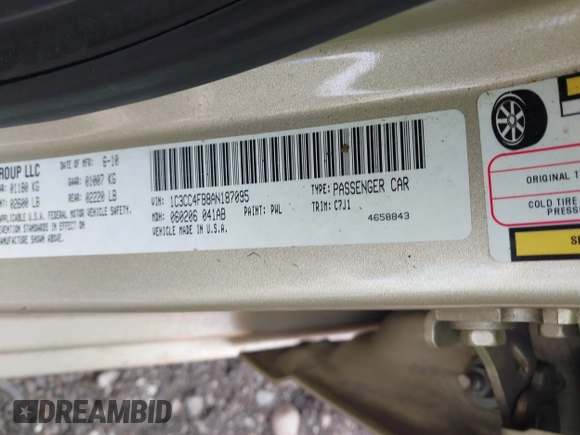 ROUP LLC
DATE OF MFR: 6-10
01180 KG
GAWR: 01007 KG
02600 LB
REAR: 02220 LB
APPLICABLE U.S.A. FEDERAL MOTOR VEHICLE SAFETY,
PREVENTION STANDARDS IN EFFECT ON
MANUFACTURE SHOWN ABOVE.
VIN: 1C3CC4FB8AN187095
TYPE: PASSENGER CAR
MDH: 060206 041AB
PAINT: PWL
TRIM: C7J1
VEHICLE MADE IN U.S.A.
4658843
ORIGINAL T
COLD TIRE
PRESS
SE
DREAMBID